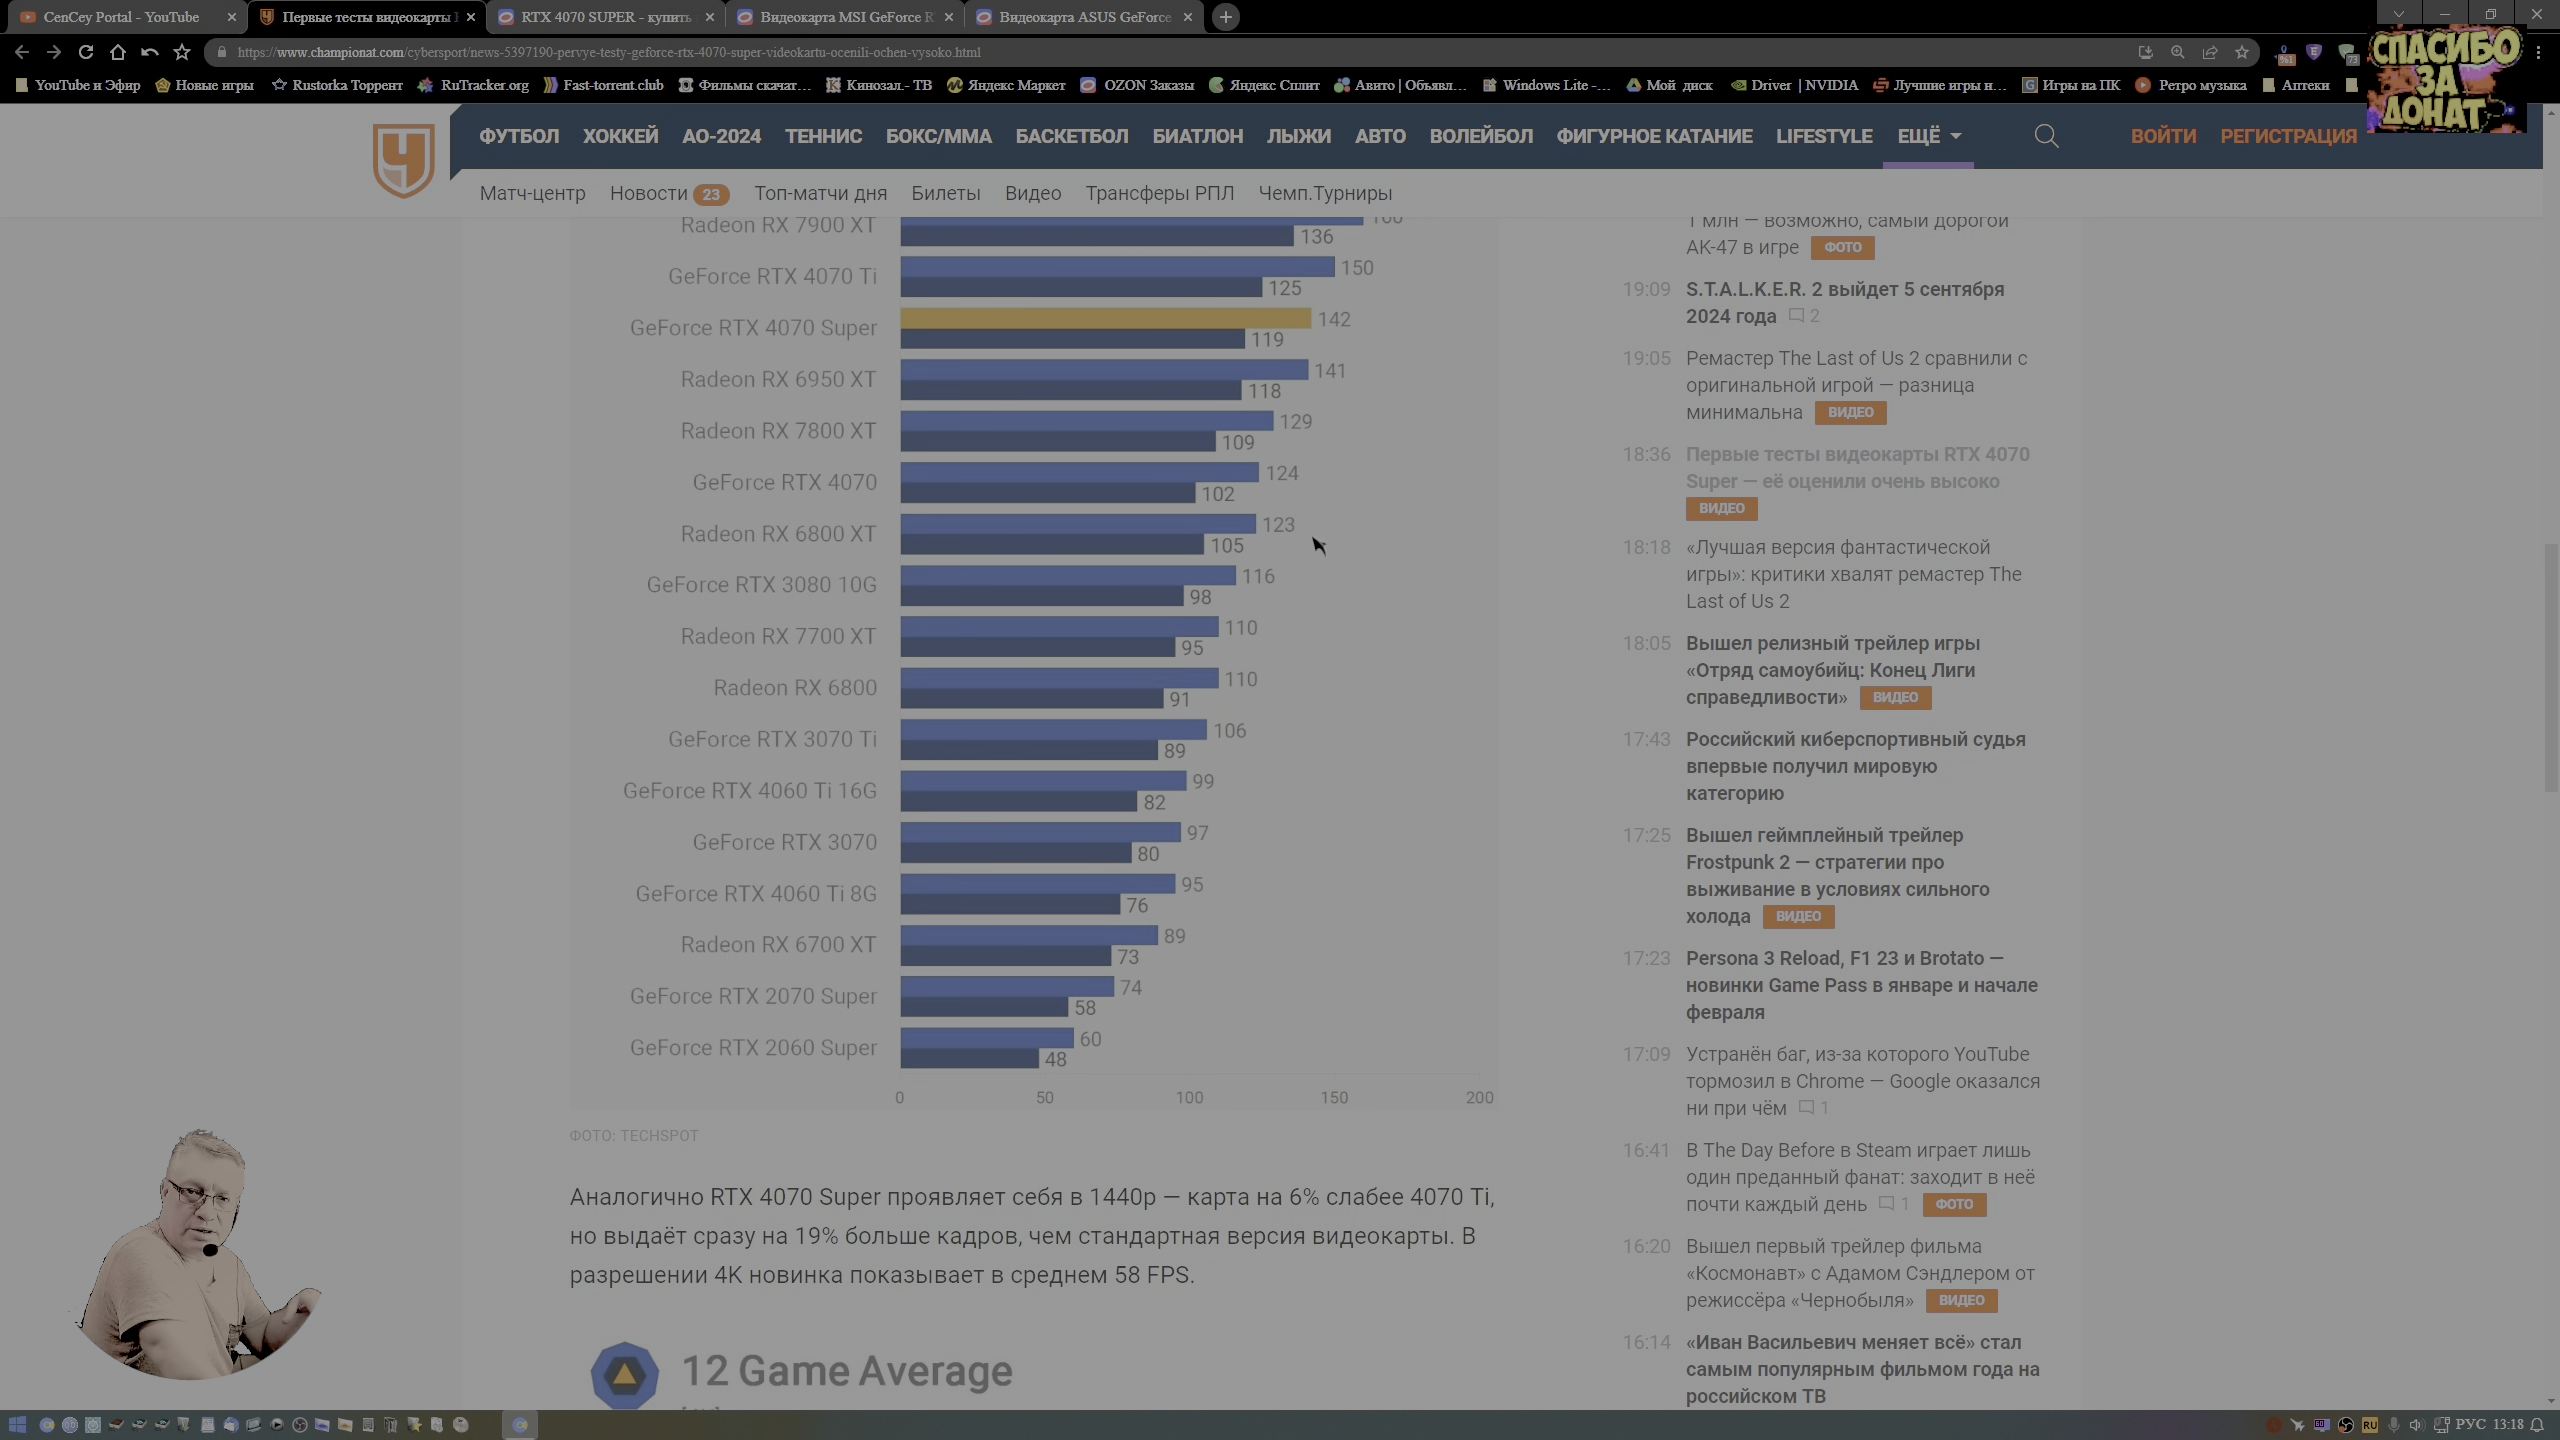 CenCey Portal - YouTube
Первые тесты видеокарты
RTX 4070 SUPER - купить
Видеокарта MSI GeForce R
Видеокарта ASUS GeForce
https://www.championat.com/cybersport/news-5397190-pervye-testy-geforce-rtx-4070-super-videokartu-ocenili-ochen-vysoko.html
СПАСИБО
ЗА
ДОНАТ
YouTube и Эфир
Новые игры
Rustorka Торрент
RuTracker.org
Fast-torrent.club
Фильмы скачат…
Кинозал.- ТВ
Яндекс Маркет
OZON Заказы
Яндекс Сплит
Авито | Объявл…
Windows Lite -…
Мой диск
Driver | NVIDIA
Лучшие игры н…
Игры на ПК
Ретро музыка
Аптеки
ФУТБОЛ ХОККЕЙ АО-2024 ТЕННИС БОКС/ММА БАСКЕТБОЛ БИАТЛОН ЛЫЖИ АВТО ВОЛЕЙБОЛ ФИГУРНОЕ КАТАНИЕ LIFESTYLE ЕЩЁ
ВОЙТИ РЕГИСТРАЦИЯ
Матч-центр Новости 23 Топ-матчи дня Билеты Видео Трансферы РПЛ Чемп.Турниры
Radeon RX 7900 XT
136
GeForce RTX 4070 Ti
150
125
GeForce RTX 4070 Super
142
119
Radeon RX 6950 XT
141
118
Radeon RX 7800 XT
129
109
GeForce RTX 4070
124
102
Radeon RX 6800 XT
123
105
GeForce RTX 3080 10G
116
98
Radeon RX 7700 XT
110
95
Radeon RX 6800
110
91
GeForce RTX 3070 Ti
106
89
GeForce RTX 4060 Ti 16G
99
82
GeForce RTX 3070
97
80
GeForce RTX 4060 Ti 8G
95
76
Radeon RX 6700 XT
89
73
GeForce RTX 2070 Super
74
58
GeForce RTX 2060 Super
60
48
0 50 100 150 200
ФОТО: TECHSPOT
Аналогично RTX 4070 Super проявляет себя в 1440p — карта на 6% слабее 4070 Ti,
но выдаёт сразу на 19% больше кадров, чем стандартная версия видеокарты. В
разрешении 4K новинка показывает в среднем 58 FPS.
12 Game Average
1 млн — возможно, самый дорогой
АК-47 в игре ФОТО
19:09 S.T.A.L.K.E.R. 2 выйдет 5 сентября
2024 года 2
19:05 Ремастер The Last of Us 2 сравнили с
оригинальной игрой — разница
минимальна ВИДЕО
18:36 Первые тесты видеокарты RTX 4070
Super — её оценили очень высоко
ВИДЕО
18:18 «Лучшая версия фантастической
игры»: критики хвалят ремастер The
Last of Us 2
18:05 Вышел релизный трейлер игры
«Отряд самоубийц: Конец Лиги
справедливости» ВИДЕО
17:43 Российский киберспортивный судья
впервые получил мировую
категорию
17:25 Вышел геймплейный трейлер
Frostpunk 2 — стратегии про
выживание в условиях сильного
холода ВИДЕО
17:23 Persona 3 Reload, F1 23 и Brotato —
новинки Game Pass в январе и начале
февраля
17:09 Устранён баг, из-за которого YouTube
тормозил в Chrome — Google оказался
ни при чём 1
16:41 В The Day Before в Steam играет лишь
один преданный фанат: заходит в неё
почти каждый день 1 ФОТО
16:20 Вышел первый трейлер фильма
«Космонавт» с Адамом Сэндлером от
режиссёра «Чернобыля» ВИДЕО
16:14 «Иван Васильевич меняет всё» стал
самым популярным фильмом года на
российском ТВ
RU РУС 13:18